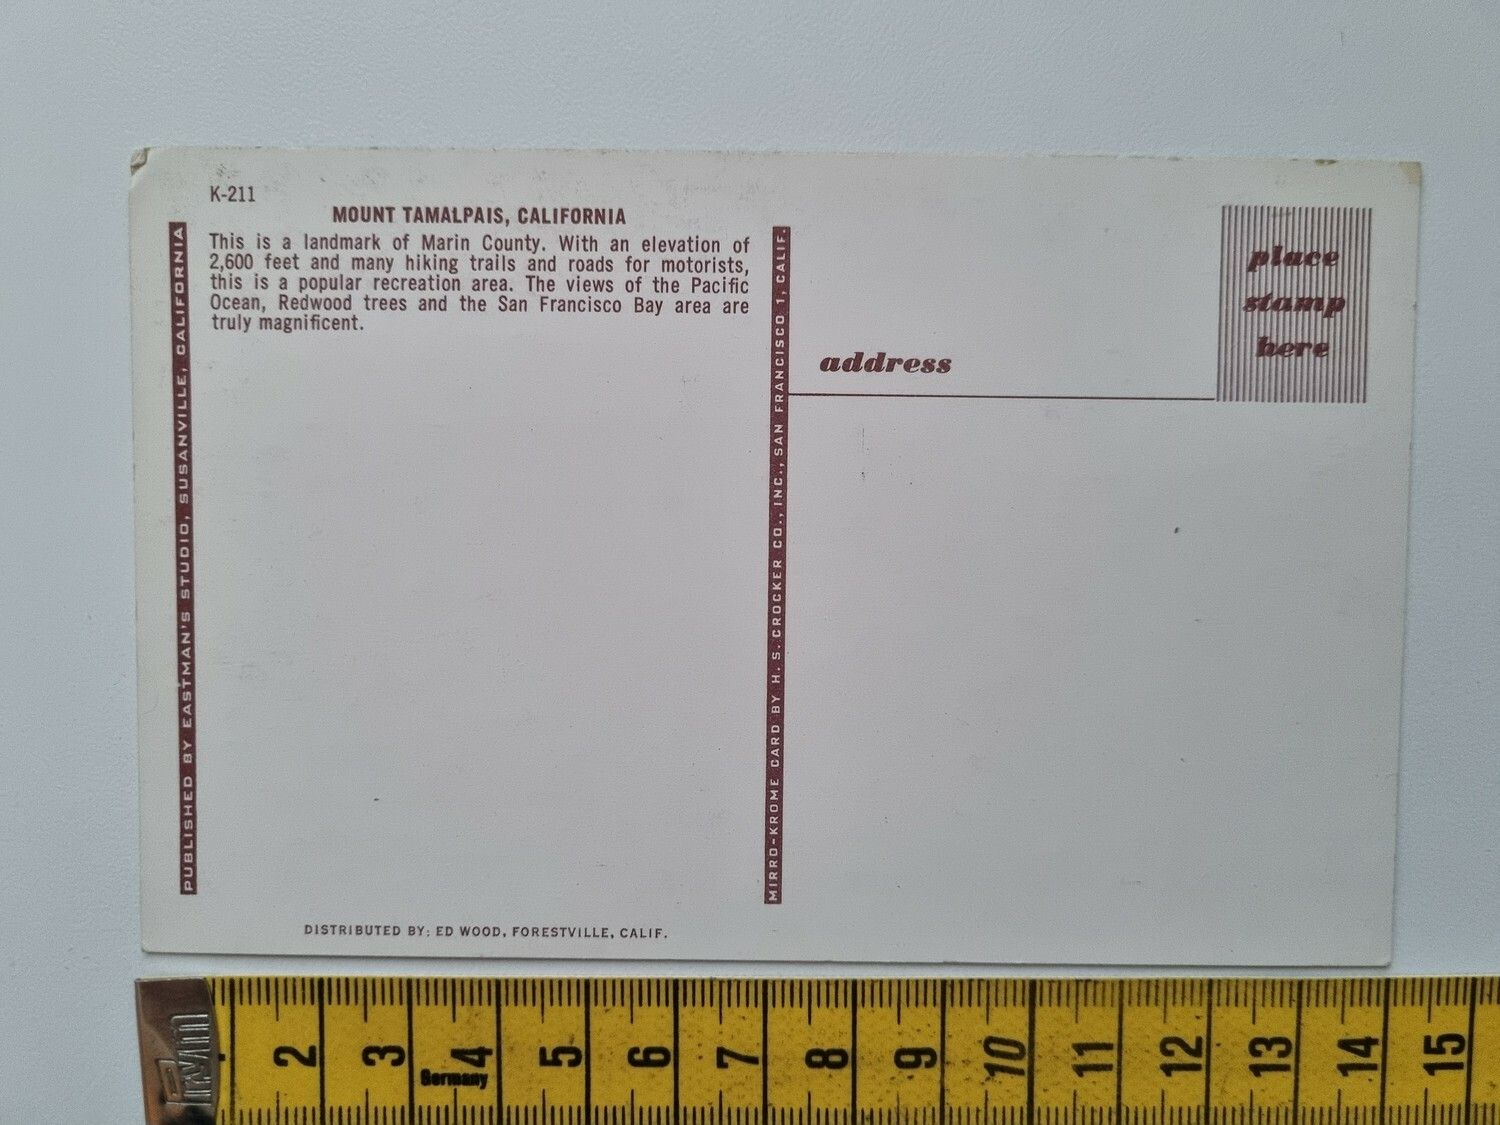 K-211
MOUNT TAMALPAIS, CALIFORNIA
This is a landmark of Marin County. With an elevation of
2,600 feet and many hiking trails and roads for motorists,
this is a popular recreation area. The views of the Pacific
Ocean, Redwood trees and the San Francisco Bay area are
truly magnificent.
PUBLISHED BY EASTMAN'S STUDIO, SUSANVILLE, CALIFORNIA
MIRRO-KROME CARD BY H. S. CROCKER CO., INC., SAN FRANCISCO 1, CALIF.
place
stamp
here
address
DISTRIBUTED BY: ED WOOD, FORESTVILLE, CALIF.
2 3 4 5 6 7 8 9 10 11 12 13 14 15
Germany